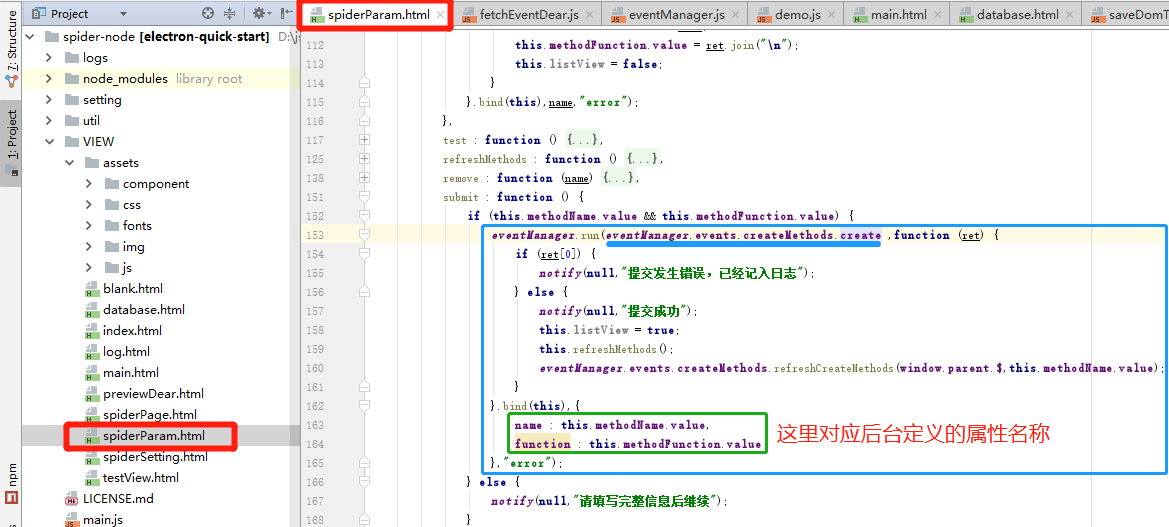 Project
spiderParam.html
fetchEventDear.js
eventManager.js
demo.js
main.html
database.html
saveDomT
7: Structure
1: Project
npm
spider-node [electron-quick-start] D:\js
logs
node_modules library root
setting
util
VIEW
assets
component
css
fonts
img
js
blank.html
database.html
index.html
log.html
main.html
previewDear.html
spiderPage.html
spiderParam.html
spiderSetting.html
testView.html
LICENSE.md
main.js
112 this.methodFunction.value = ret.join("\n");
113 this.listView = false;
114 }
115 }.bind(this),name,"error");
116 },
117 test : function () {...},
125 refreshMethods : function () {...},
138 remove : function (name) {...},
151 submit : function () {
152 if (this.methodName.value && this.methodFunction.value) {
153 eventManager.run(eventManager.events.createMethods.create ,function (ret) {
154 if (ret[0]) {
155 notify(null,"提交发生错误，已经记入日志");
156 } else {
157 notify(null,"提交成功");
158 this.listView = true;
159 this.refreshMethods();
160 eventManager.events.createMethods.refreshCreateMethods(window.parent.$,this.methodName.value);
161 }
162 }.bind(this),{
163 name : this.methodName.value,
164 function : this.methodFunction.value
这里对应后台定义的属性名称
165 },"error");
166 } else {
167 notify(null,"请填写完整信息后继续");
168 }